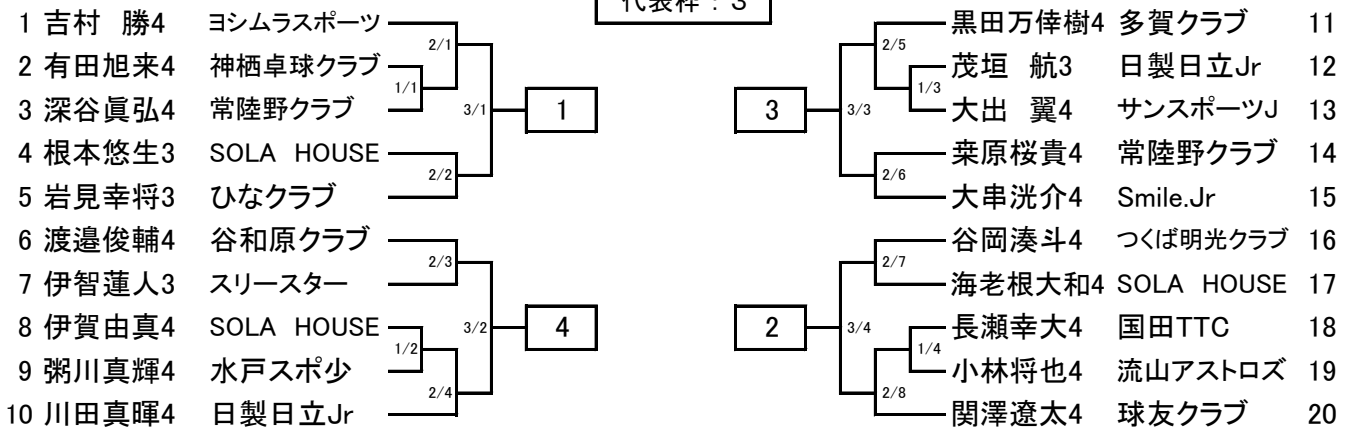 代表枠：3
1 吉村　勝4 ヨシムラスポーツ
2 有田旭来4 神栖卓球クラブ
3 深谷眞弘4 常陸野クラブ
4 根本悠生3 SOLA　HOUSE
5 岩見幸将3 ひなクラブ
6 渡邉俊輔4 谷和原クラブ
7 伊智蓮人3 スリースター
8 伊賀由真4 SOLA　HOUSE
9 粥川真輝4 水戸スポ少
10 川田真暉4 日製日立Jr
2/1
1/1
3/1
2/2
1
2/3
3/2
1/2
2/4
4
黒田万倖樹4 多賀クラブ 11
茂垣　航3 日製日立Jr 12
大出　翼4 サンスポーツJ 13
桒原桜貴4 常陸野クラブ 14
大串洸介4 Smile.Jr 15
谷岡湊斗4 つくば明光クラブ 16
海老根大和4 SOLA　HOUSE 17
長瀬幸大4 国田TTC 18
小林将也4 流山アストロズ 19
関澤遼太4 球友クラブ 20
2/5
1/3
3/3
2/6
3
2/7
3/4
1/4
2/8
2